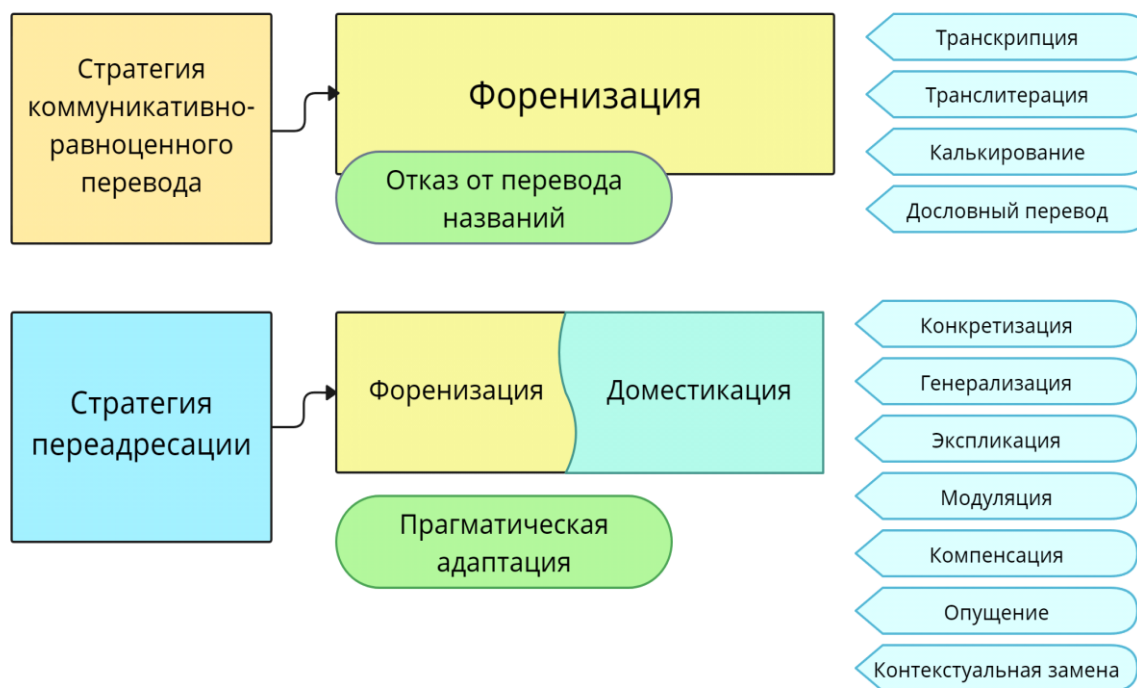 Стратегия
коммуникативно-
равноценного
перевода
Форенизация
Отказ от перевода
названий
Транскрипция
Транслитерация
Калькирование
Дословный перевод
Стратегия
переадресации
Форенизация
Доместикация
Прагматическая
адаптация
Конкретизация
Генерализация
Экспликация
Модуляция
Компенсация
Опущение
Контекстуальная замена